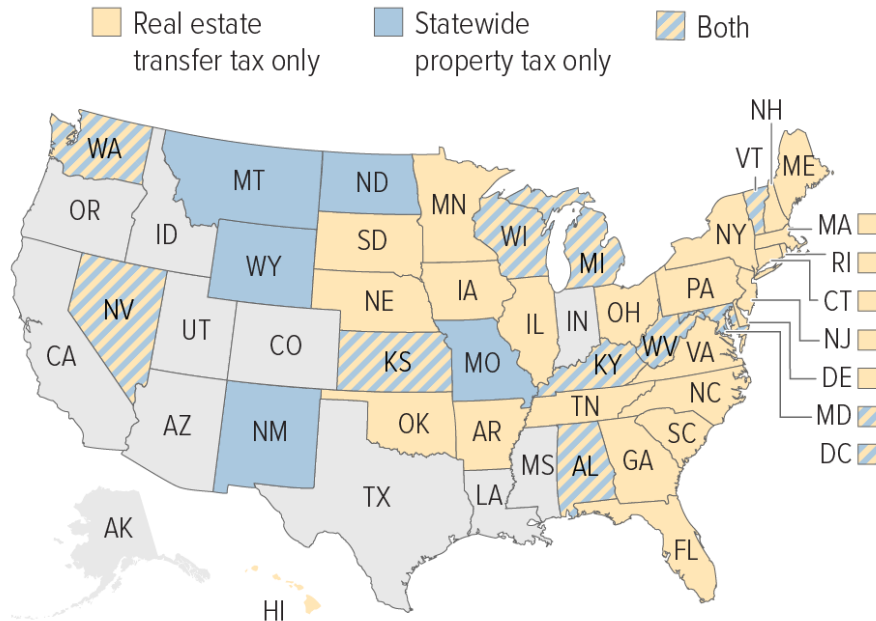 Real estate
transfer tax only
Statewide
property tax only
Both
NH
WA
VT
ME
MT
ND
MN
OR
MA
ID
SD
WI
NY
RI
WY
MI
CT
IA
PA
NE
NV
IL
IN
OH
NJ
UT
CO
WV
VA
CA
KS
MO
KY
DE
NC
TN
MD
AZ
NM
OK
AR
SC
DC
MS
AL
GA
TX
LA
AK
FL
HI